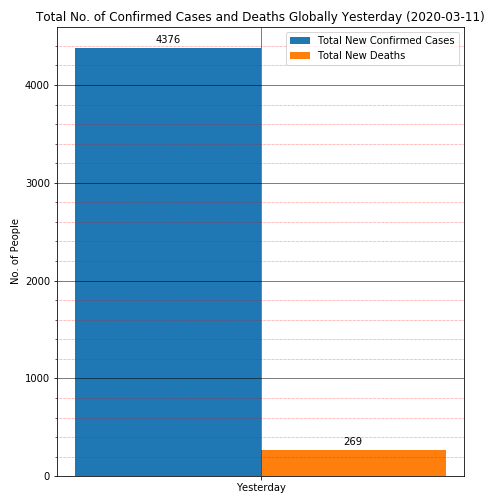 Total No. of Confirmed Cases and Deaths Globally Yesterday (2020-03-11)
4376
Total New Confirmed Cases
Total New Deaths
4000
3000
No. of People
2000
1000
269
0
Yesterday